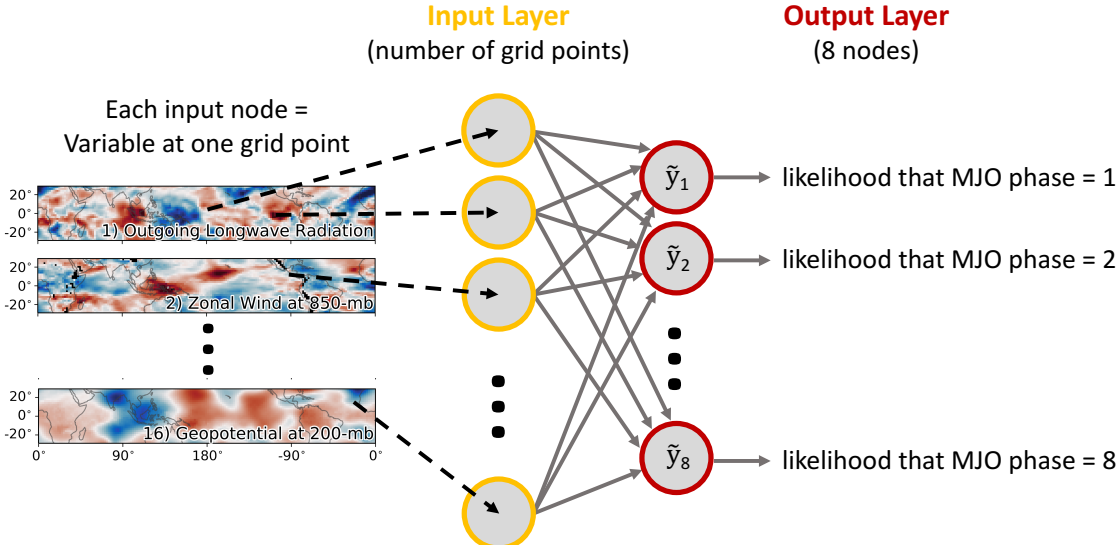 Input Layer
(number of grid points)
Output Layer
(8 nodes)
Each input node =
Variable at one grid point
20°
0°
-20°
1) Outgoing Longwave Radiation
20°
0°
-20°
2) Zonal Wind at 850-mb
20°
0°
-20°
16) Geopotential at 200-mb
0°
90°
180°
-90°
0°
ỹ₁
likelihood that MJO phase = 1
ỹ₂
likelihood that MJO phase = 2
ỹ₈
likelihood that MJO phase = 8